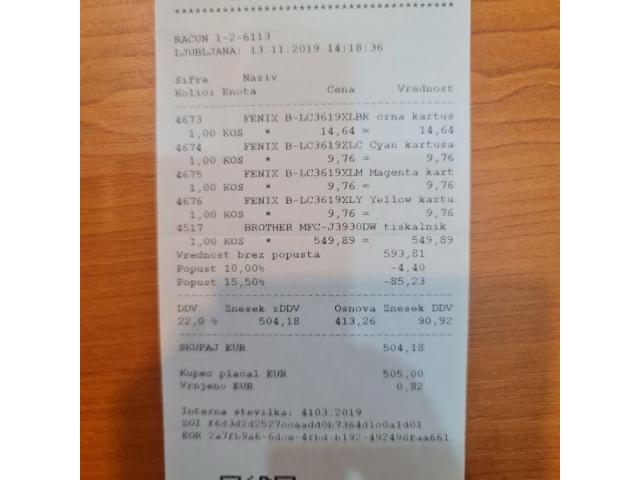 ****************************************
RACUN 1-2-6113
LJUBLJANA: 13.11.2019 14:18:36
Sifra Naziv
Kolici Enota Cena Vrednost
4673 FENIX B-LC3619XLBK crna kartus
1,00 KOS * 14,64 = 14,64
4674 FENIX B-LC3619XLC Cyan kartusa
1,00 KOS * 9,76 = 9,76
4675 FENIX B-LC3619XLM Magenta kart
1,00 KOS * 9,76 = 9,76
4676 FENIX B-LC3619XLY Yellow kartu
1,00 KOS * 9,76 = 9,76
4517 BROTHER MFC-J3930DW tiskalnik
1,00 KOS * 549,89 = 549,89
Vrednost brez popusta 593,81
Popust 10,00% -4,40
Popust 15,50% -85,23
DDV Znesek zDDV Osnova Znesek DDV
22,0 % 504,18 413,26 90,92
SKUPAJ EUR 504,18
Kupec placal EUR 505,00
Vrnjeno EUR 0,82
Interna stevilka: 4103.2019
ZOI
EOR